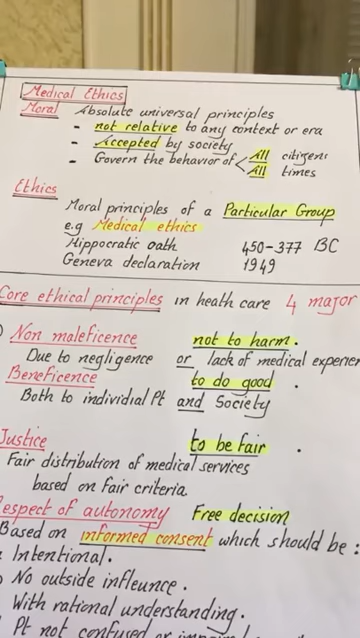 Medical Ethics
Moral Absolute universal principles
- not relative to any context or era
- Accepted by society
- Govern the behavior of < All citizens
All times
Ethics
Moral principles of a Particular Group
e.g Medical ethics
Hippocratic oath 450-377 BC
Geneva declaration 1949
Core ethical principles in heath care 4 major
) Non maleficence not to harm.
Due to negligence or lack of medical experien
Beneficence to do good .
Both to individial Pt and Society
Justice to be fair .
Fair distribution of medical services
based on fair criteria
espect of autonomy Free decision
Based on informed consent which should be :
Intentional.
No outside infleunce.
With rational understanding.
Pt not confused or